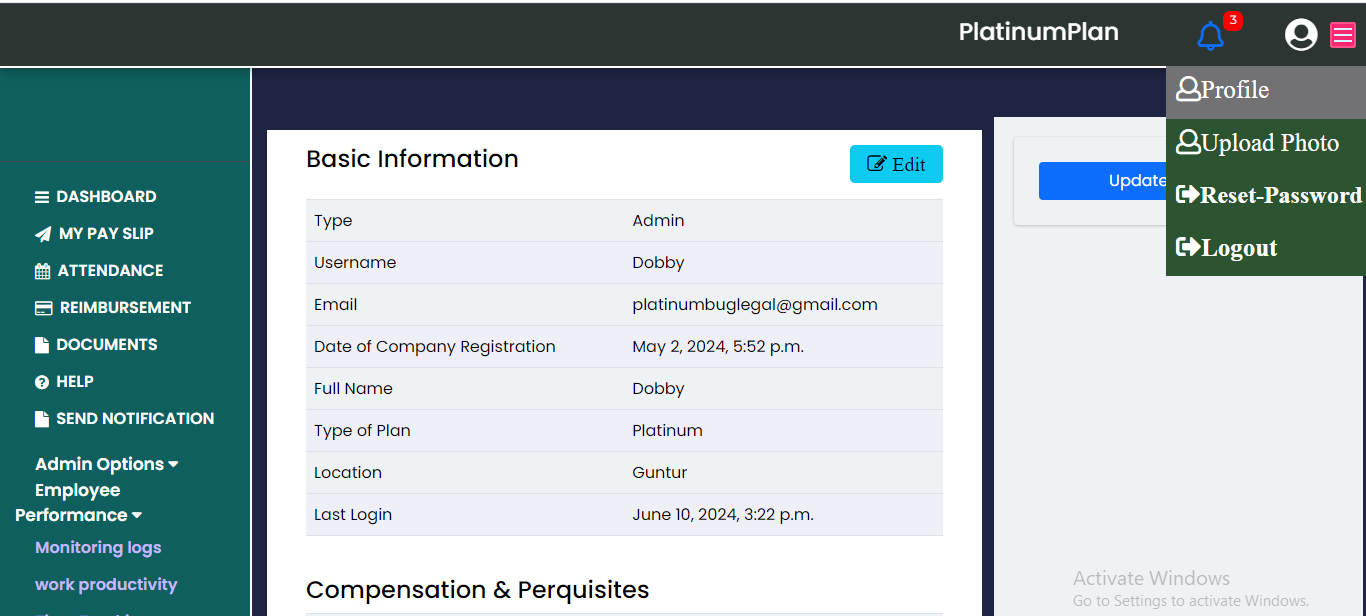 PlatinumPlan
3
Profile
Upload Photo
Reset-Password
Logout
DASHBOARD
MY PAY SLIP
ATTENDANCE
REIMBURSEMENT
DOCUMENTS
HELP
SEND NOTIFICATION
Admin Options
Employee
Performance
Monitoring logs
work productivity
Basic Information
Edit
Type Admin
Username Dobby
Email platinumbuglegal@gmail.com
Date of Company Registration May 2, 2024, 5:52 p.m.
Full Name Dobby
Type of Plan Platinum
Location Guntur
Last Login June 10, 2024, 3:22 p.m.
Compensation & Perquisites
Update
Activate Windows
Go to Settings to activate Windows.